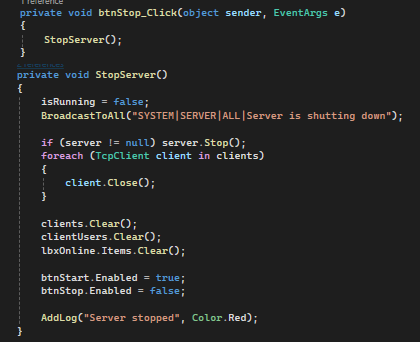 1 reference
private void btnStop_Click(object sender, EventArgs e)
{
StopServer();
}
private void StopServer()
{
isRunning = false;
BroadcastToAll("SYSTEM|SERVER|ALL|Server is shutting down");
if (server != null) server.Stop();
foreach (TcpClient client in clients)
{
client.Close();
}
clients.Clear();
clientUsers.Clear();
lbxOnline.Items.Clear();
btnStart.Enabled = true;
btnStop.Enabled = false;
AddLog("Server stopped", Color.Red);
}